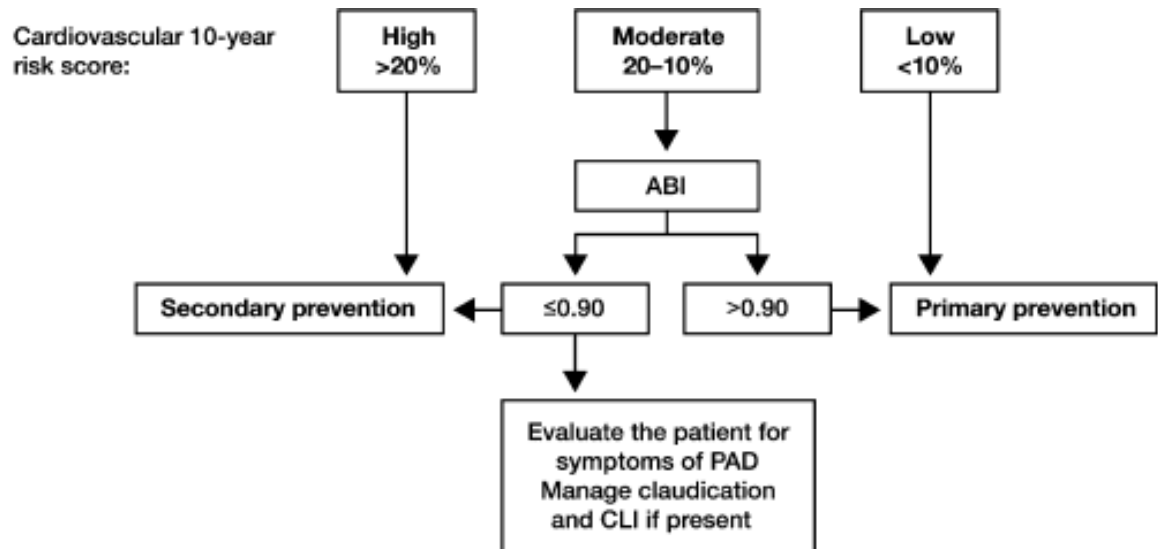 Cardiovascular 10-year
risk score:
High
>20%
Moderate
20–10%
Low
<10%
ABI
Secondary prevention
≤0.90
>0.90
Primary prevention
Evaluate the patient for
symptoms of PAD
Manage claudication
and CLI if present